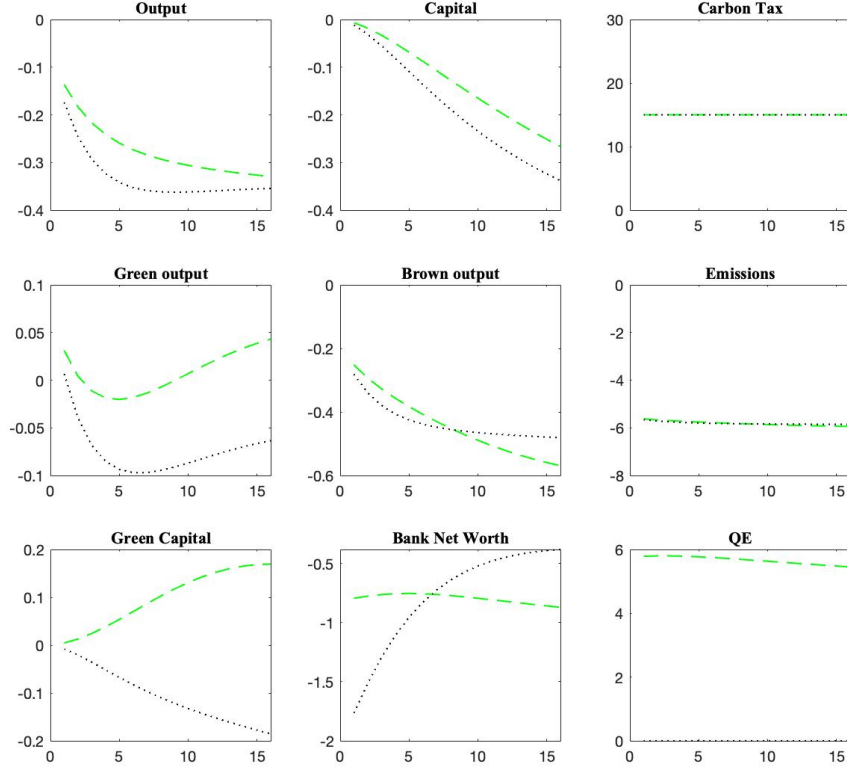 Output
0
-0.1
-0.2
-0.3
-0.4
0 5 10 15
Capital
0
-0.1
-0.2
-0.3
-0.4
0 5 10 15
Carbon Tax
30
20
10
0
0 5 10 15
Green output
0.1
0.05
0
-0.05
-0.1
0 5 10 15
Brown output
0
-0.2
-0.4
-0.6
0 5 10 15
Emissions
0
-2
-4
-6
-8
0 5 10 15
Green Capital
0.2
0.1
0
-0.1
-0.2
0 5 10 15
Bank Net Worth
-0.5
-1
-1.5
-2
0 5 10 15
QE
6
4
2
0
0 5 10 15